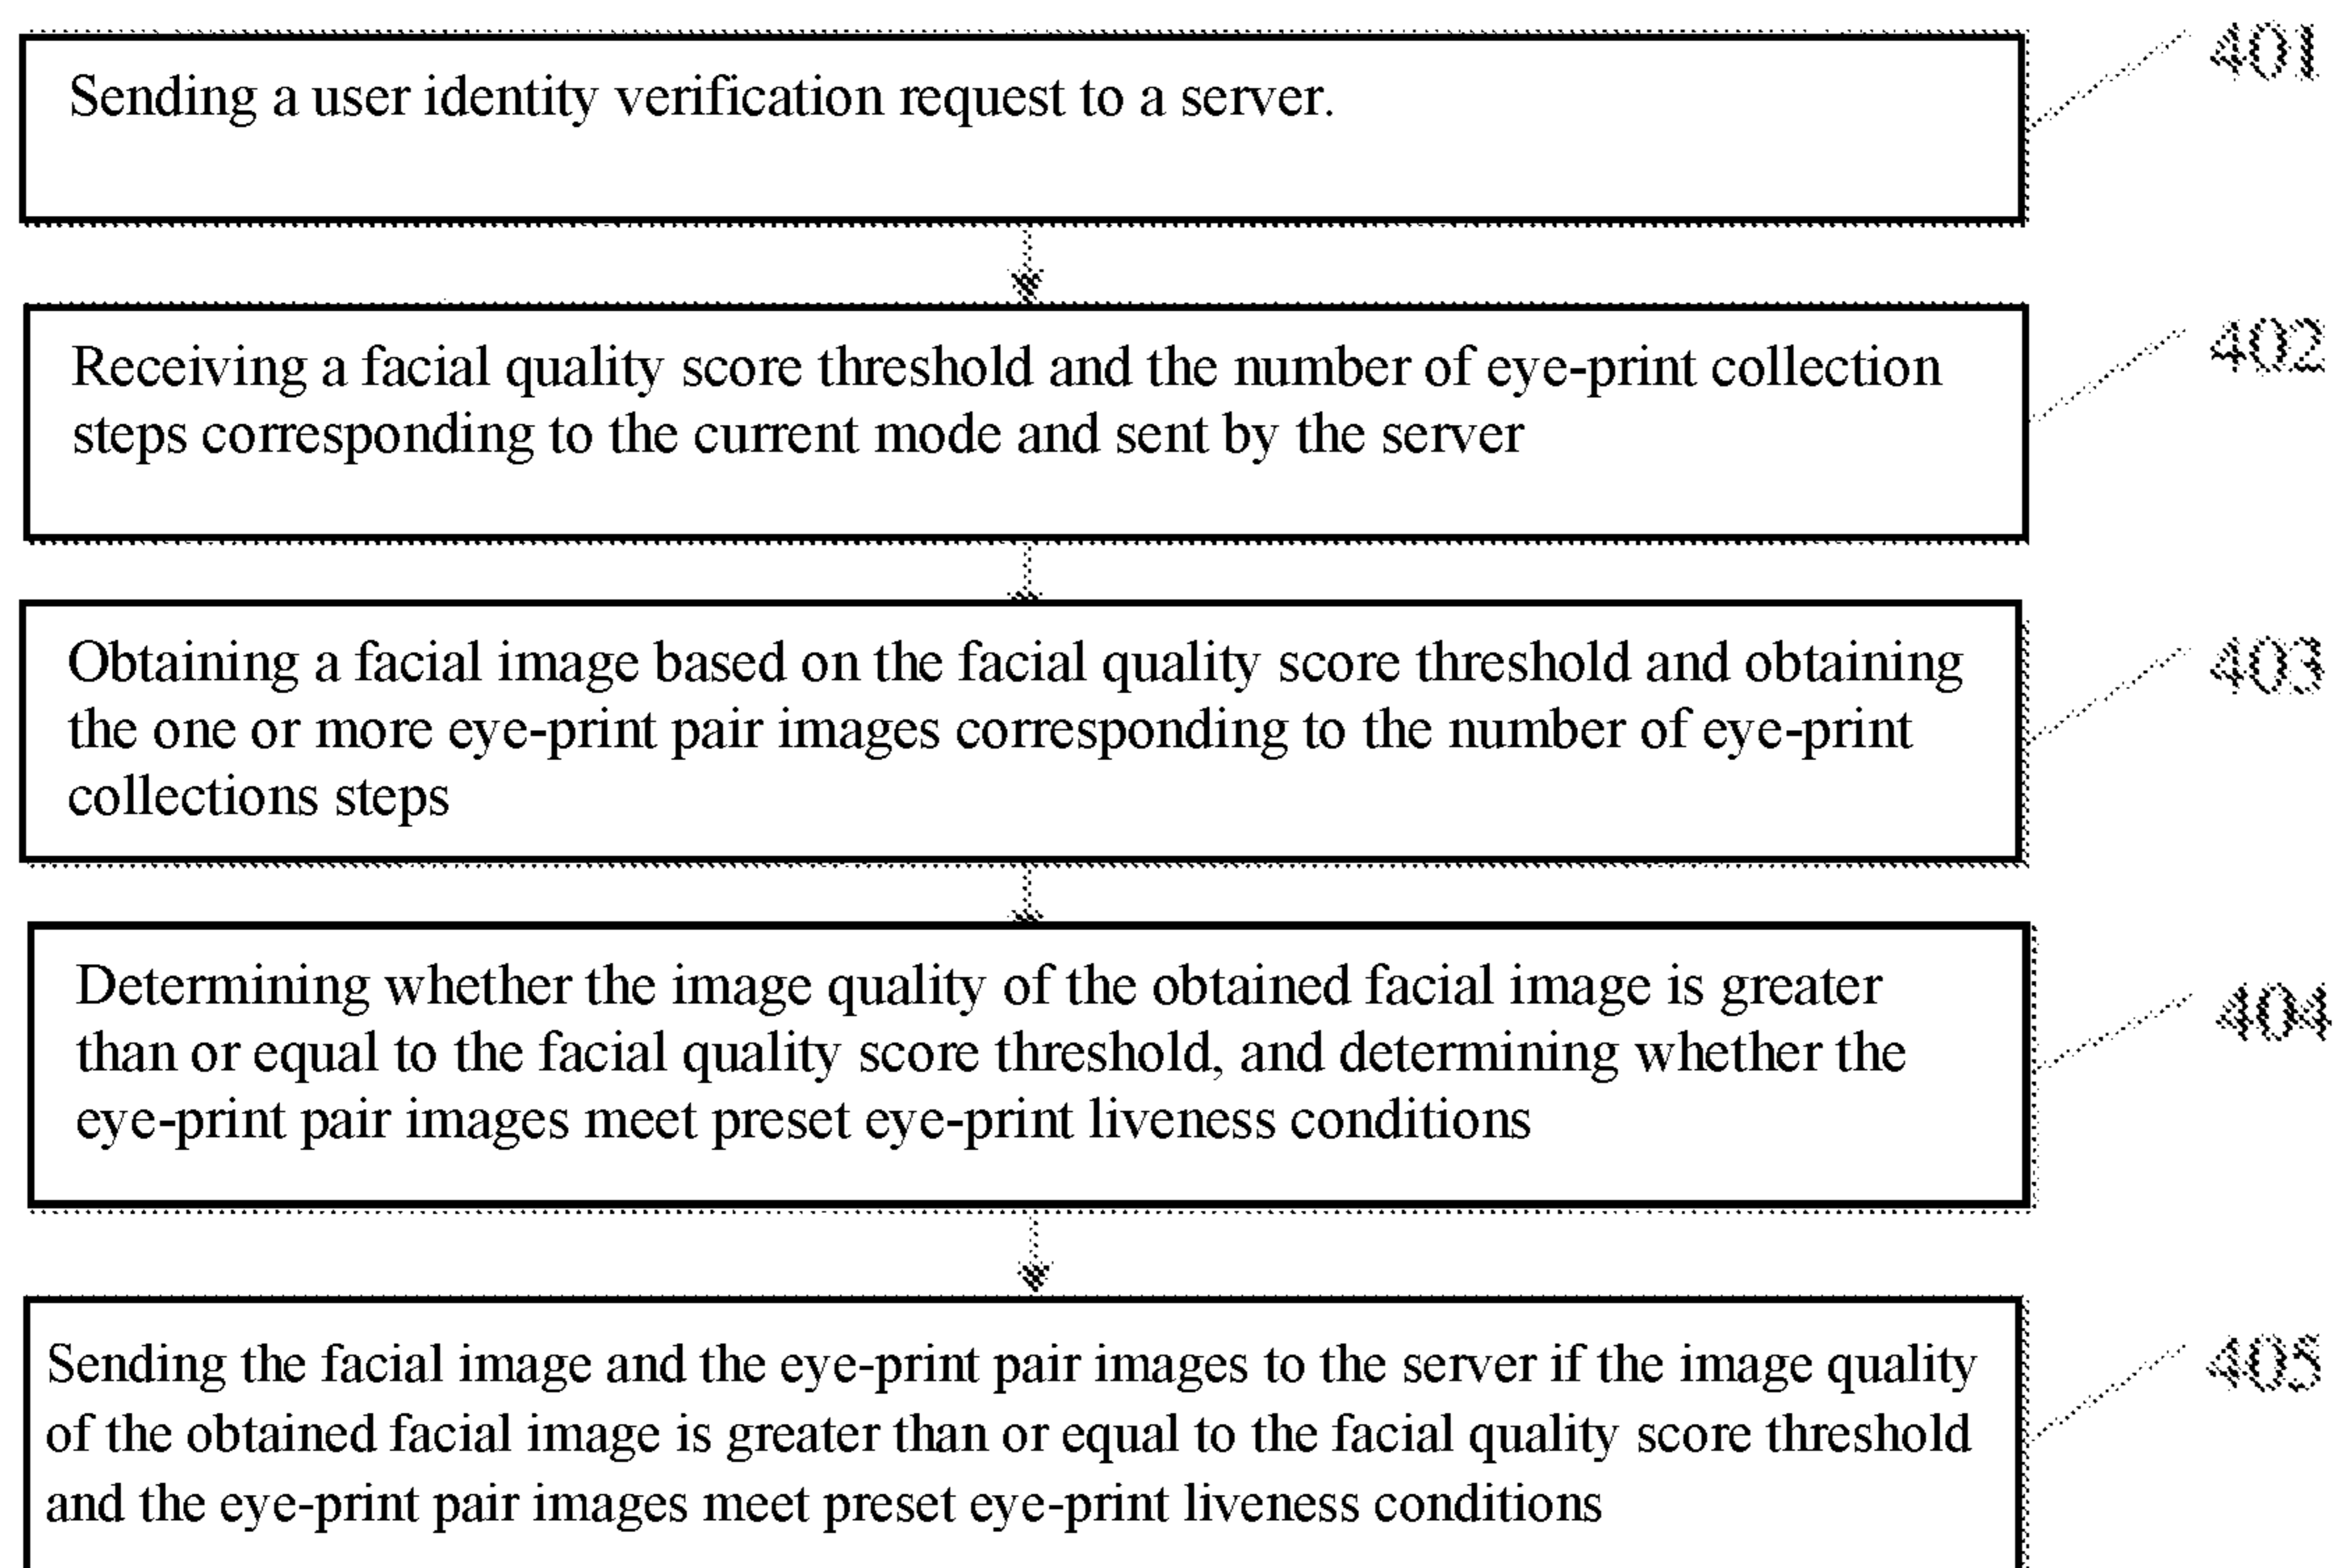 Sending a user identity verification request to a server.
401
Receiving a facial quality score threshold and the number of eye-print collection
steps corresponding to the current mode and sent by the server
402
Obtaining a facial image based on the facial quality score threshold and obtaining
the one or more eye-print pair images corresponding to the number of eye-print
collections steps
403
Determining whether the image quality of the obtained facial image is greater
than or equal to the facial quality score threshold, and determining whether the
eye-print pair images meet preset eye-print liveness conditions
404
Sending the facial image and the eye-print pair images to the server if the image quality
of the obtained facial image is greater than or equal to the facial quality score threshold
and the eye-print pair images meet preset eye-print liveness conditions
405